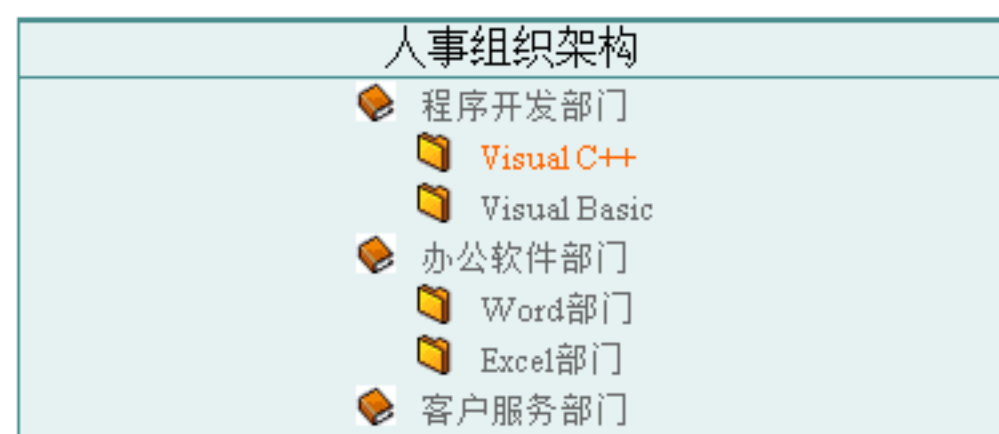 人事组织架构
程序开发部门
Visual C++
Visual Basic
办公软件部门
Word部门
Excel部门
客户服务部门